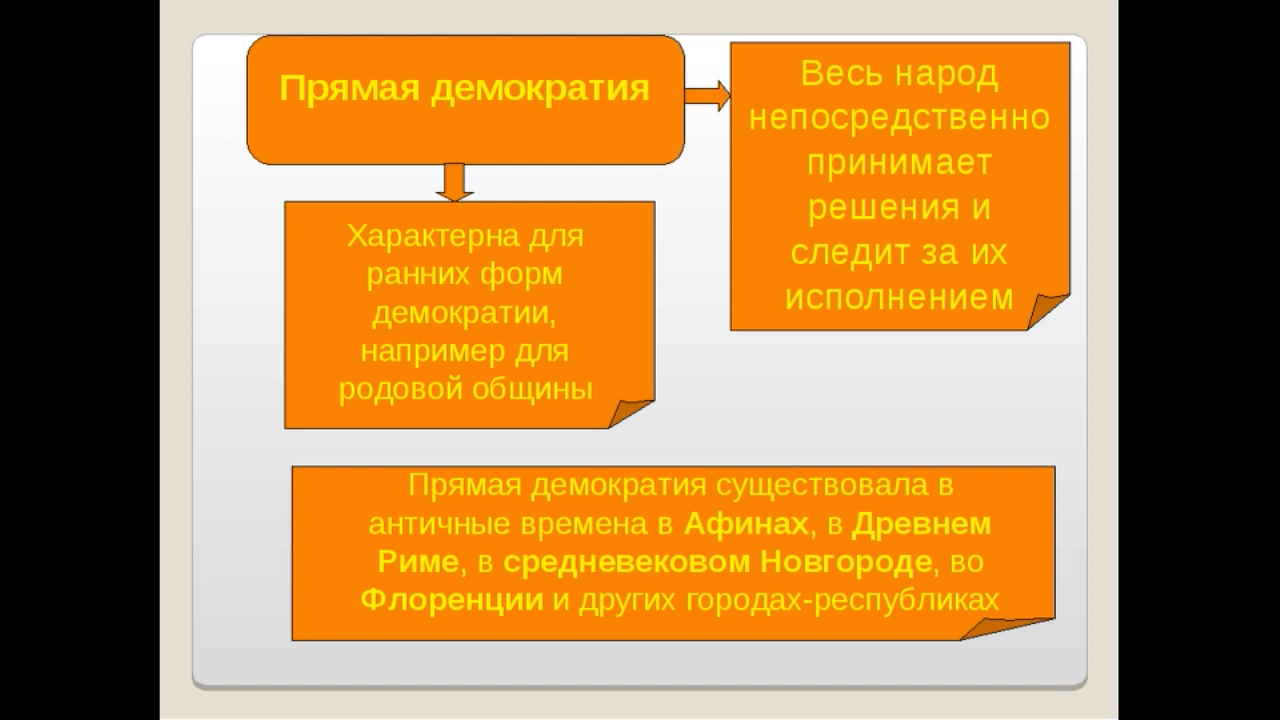 Прямая демократия
Весь народ
непосредственно
принимает
решения и
следит за их
исполнением
Характерна для
ранних форм
демократии,
например для
родовой общины
Прямая демократия существовала в
античные времена в Афинах, в Древнем
Риме, в средневековом Новгороде, во
Флоренции и других городах-республиках